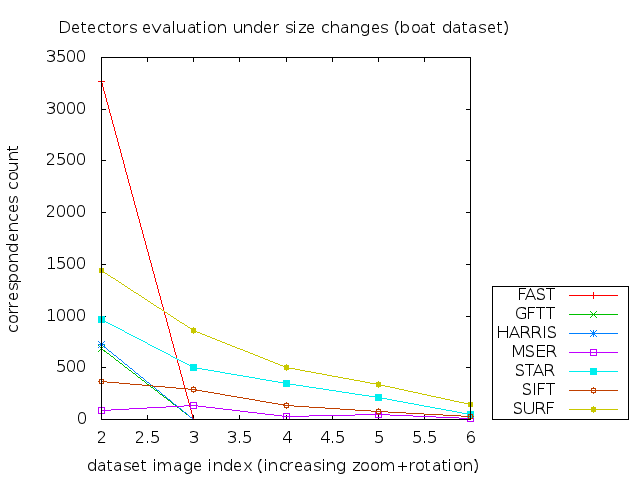 Detectors evaluation under size changes (boat dataset)
3500
3000
2500
2000
1500
1000
500
0
correspondences count
2 2.5 3 3.5 4 4.5 5 5.5 6
dataset image index (increasing zoom+rotation)
FAST
GFTT
HARRIS
MSER
STAR
SIFT
SURF